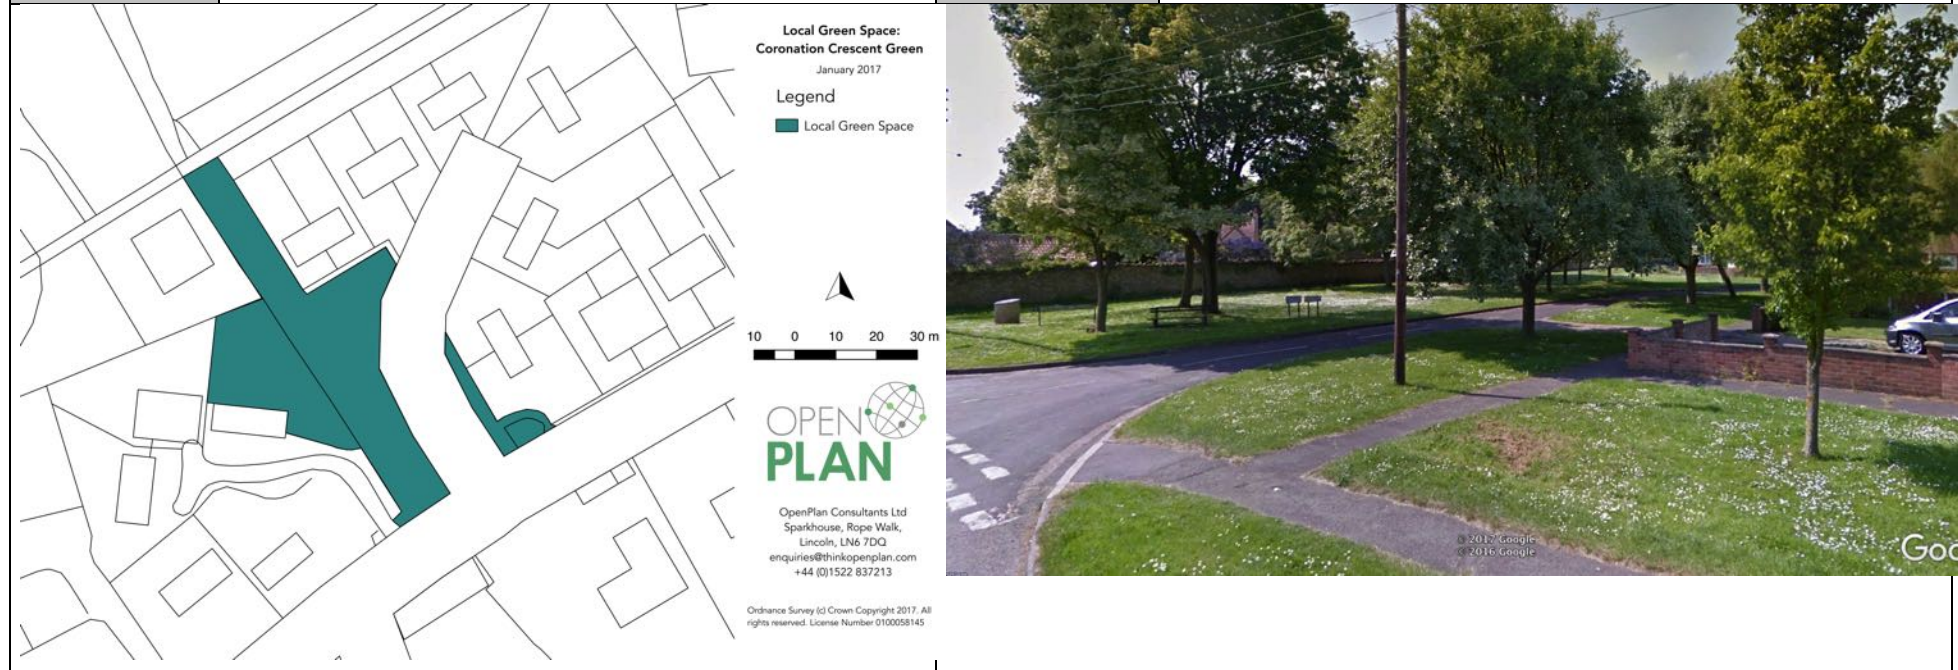 Local Green Space:
Coronation Crescent Green
January 2017
Legend
Local Green Space
10 0 10 20 30 m
OPEN
PLAN
OpenPlan Consultants Ltd
Sparkhouse, Rope Walk,
Lincoln, LN6 7DQ
enquiries@thinkopenplan.com
+44 (0)1522 837213
Ordnance Survey (c) Crown Copyright 2017. All
rights reserved. License Number 0100058145
© 2017 Google
© 2016 Google
Goo